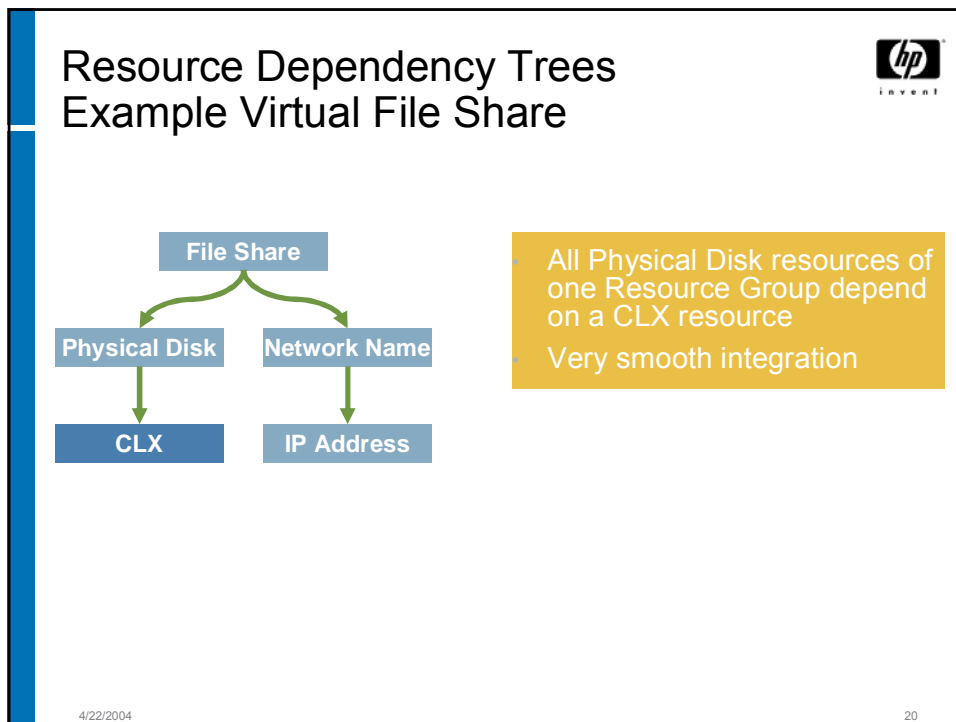 Resource Dependency Trees
Example Virtual File Share
hp
invent
File Share
Physical Disk
Network Name
CLX
IP Address
• All Physical Disk resources of
one Resource Group depend
on a CLX resource
• Very smooth integration
4/22/2004
20